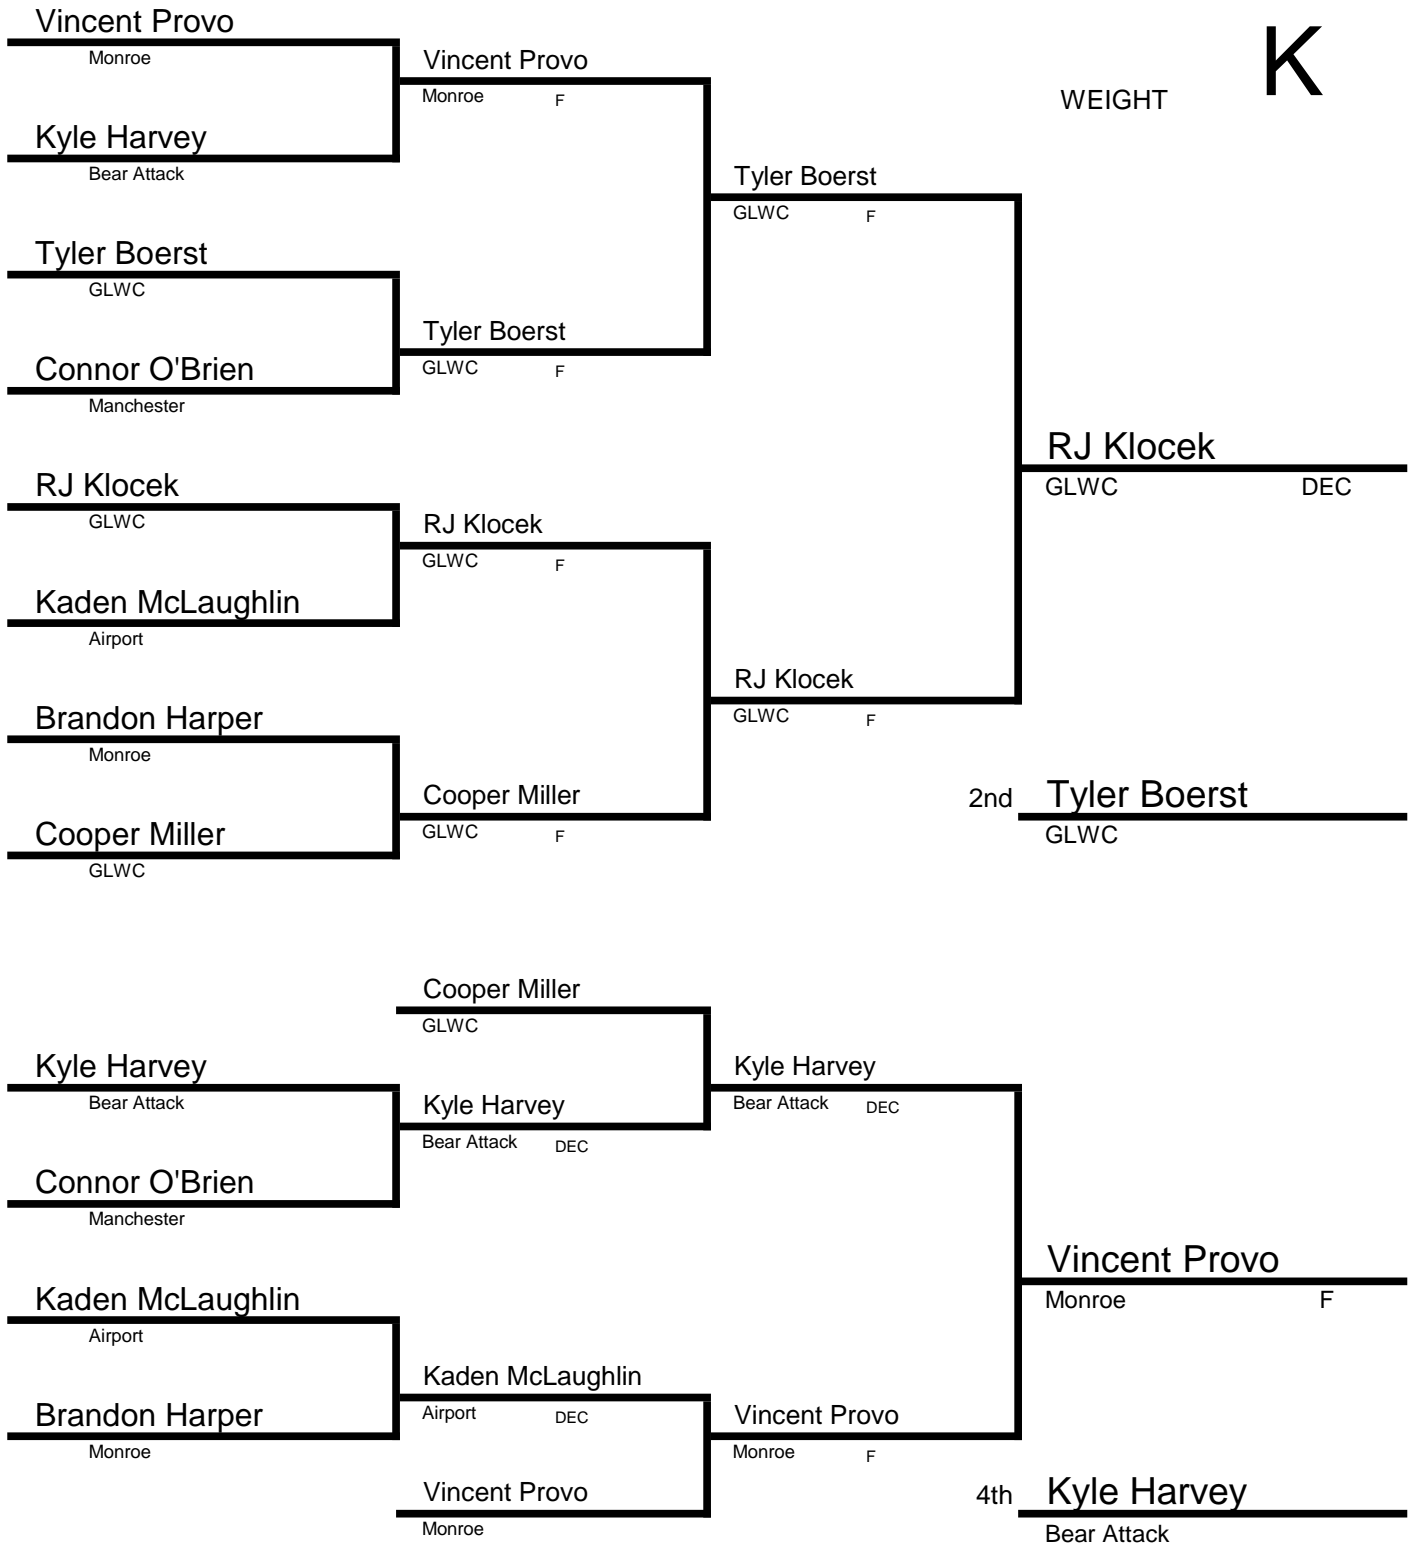 Vincent Provo
Monroe
Vincent Provo
Monroe F
K
WEIGHT
Kyle Harvey
Bear Attack
Tyler Boerst
GLWC F
Tyler Boerst
GLWC
Tyler Boerst
GLWC F
Connor O'Brien
Manchester
RJ Klocek
GLWC DEC
RJ Klocek
GLWC
RJ Klocek
GLWC F
Kaden McLaughlin
Airport
RJ Klocek
GLWC F
Brandon Harper
Monroe
Cooper Miller
GLWC F
2nd Tyler Boerst
GLWC
Cooper Miller
GLWC
Cooper Miller
GLWC
Kyle Harvey
Bear Attack
Kyle Harvey
Bear Attack DEC
Kyle Harvey
Bear Attack DEC
Connor O'Brien
Manchester
Vincent Provo
Monroe F
Kaden McLaughlin
Airport
Kaden McLaughlin
Airport DEC
Brandon Harper
Monroe
Vincent Provo
Monroe F
Vincent Provo
Monroe
4th Kyle Harvey
Bear Attack